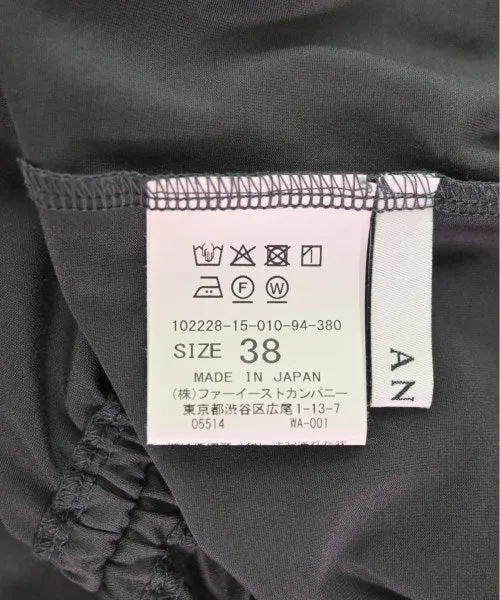 F W
102228-15-010-94-380
SIZE 38
MADE IN JAPAN
(株)ファーイーストカンパニー
東京都渋谷区広尾1-13-7
05514 WA-001
AN